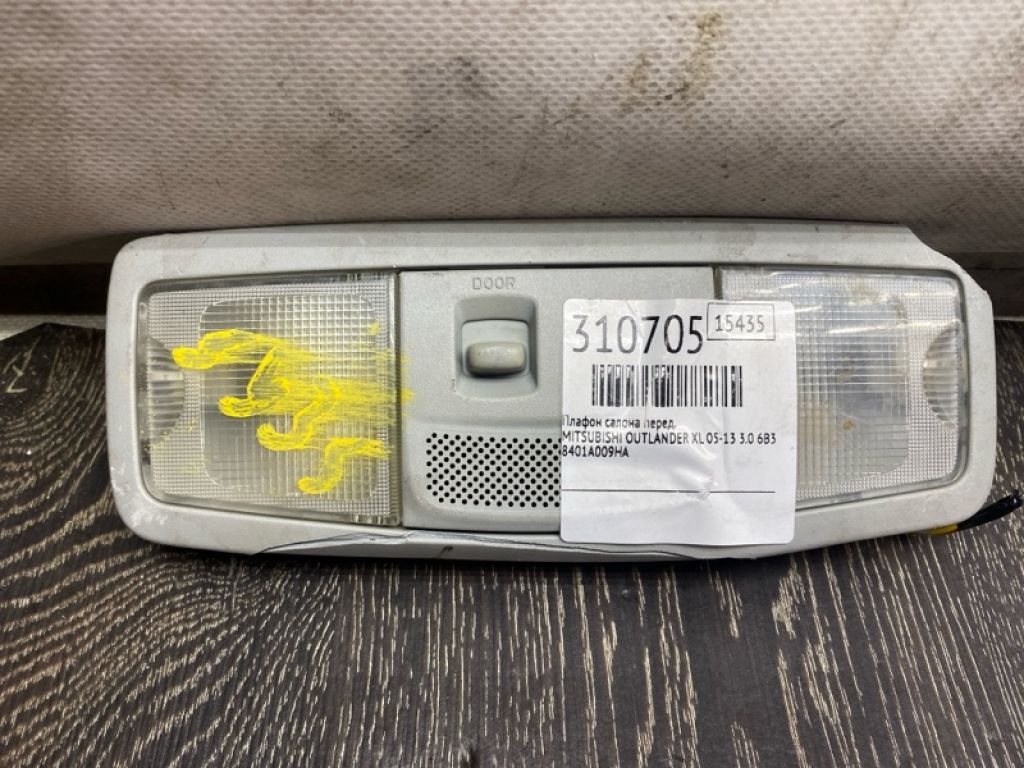 DOOR
310705
15435
Плафон салона перед.
MITSUBISHI OUTLANDER XL 05-13 3.0 6B3
8401A009HA